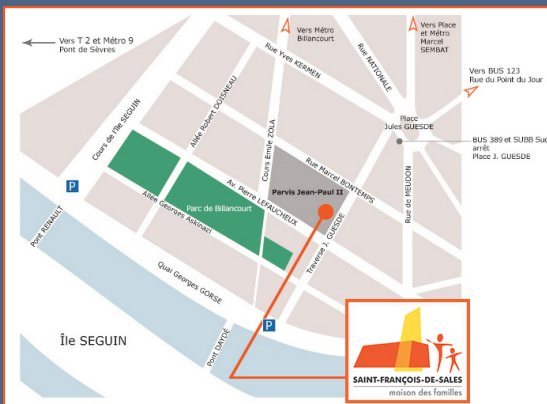 Vers T 2 et Métro 9
Pont de Sèvres
Vers Métro
Billancourt
Vers Place
et Métro
Marcel
SEMBAT
Rue Yves KERMEN
Rue NATIONALE
Vers BUS 123
Rue du Point du Jour
Cours de l'île SEGUIN
Allée Robert DOISNEAU
Cours Emile ZOLA
Place
Jules GUESDE
BUS 389 et SUBB Sud
arrêt
Place J. GUESDE
Rue Marcel BONTEMPS
Rue de MEUDON
P
Parvis Jean-Paul II
Av. Pierre LEFAUCHEUX
Parc de Billancourt
Allée Georges Askinazi
Traverse J. GUESDE
Pont RENAULT
Quai Georges GORSE
P
Pont DAYDÉ
Île SEGUIN
SAINT-FRANÇOIS-DE-SALES
maison des familles